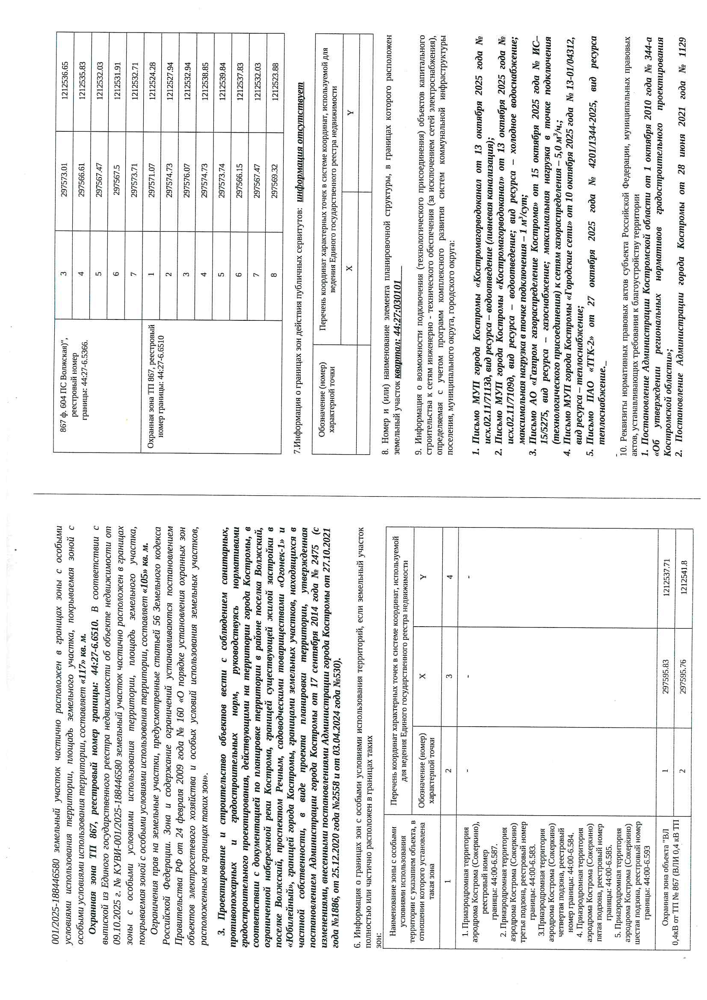 001/2025-188446580 земельный участок частично расположен в границах зоны с особыми
условиями использования территории, площадь земельного участка, покрываемая зоной с
особыми условиями использования территории, составляет «117» кв. м.
Охранная зона ТП 867, реестровый номер границы: 44:27-6.6510. В соответствии с
выпиской из Единого государственного реестра недвижимости об объекте недвижимости от
09.10.2025 г. № КУВИ-001/2025-188446580 земельный участок частично расположен в границах
зоны с особыми условиями использования территории, площадь земельного участка,
покрываемая зоной с особыми условиями использования территории, составляет «105» кв. м.
Ограничения прав на земельные участки, предусмотренные статьей 56 Земельного кодекса
Российской Федерации. Зона и содержание ограничений устанавливаются постановлением
Правительства РФ от 24 февраля 2009 года № 160 «О порядке установления охранных зон
объектов электросетевого хозяйства и особых условий использования земельных участков,
расположенных на границах таких зон».
3. Проектирование и строительство объектов вести с соблюдением санитарных,
противопожарных и градостроительных норм, руководствуясь нормативами
градостроительного проектирования, действующими на территории города Костромы, в
соответствии с документацией по планировке территории в районе поселка Волжский,
ограниченной набережной реки Кострома, границей существующей жилой застройки в
поселке Волжский, проспектом Речным, садоводческими товариществами «Огонек-1» и
«Юбилейный», границей города Костромы, границами земельных участков, находящихся в
частной собственности, в виде проекта планировки территории, утвержденная
постановлением Администрации города Костромы от 17 сентября 2014 года № 2475 (с
изменениями, внесенными постановлениями Администрации города Костромы от 27.10.2021
года №1886, от 25.12.2020 года №2558 и от 03.04.2024 года №530).
6. Информация о границах зон с особыми условиями использования территорий, если земельный участок
полностью или частично расположен в границах таких
зон:
Наименование зоны с особыми
условиями использования
территории с указанием объекта, в
отношении которого установлена
такая зона
Перечень координат характерных точек в системе координат, используемой
для ведения Единого государственного реестра недвижимости
Обозначение (номер)
характерной точки
X
Y
1
2
3
4
1. Приаэродромная территория
аэродрома Кострома (Сокеркино),
реестровый номер
границы: 44:00-6.587.
2. Приаэродромная территория
аэродрома Кострома (Сокеркино)
третья подзона, реестровый номер
границы: 44:00-6.583.
3.Приаэродромная территория
аэродрома Кострома (Сокеркино)
четвертая подзона, реестровый
номер границы: 44:00-6.584.
4. Приаэродромная территория
аэродрома Кострома (Сокеркино)
пятая подзона, реестровый номер
границы: 44:00-6.585.
5. Приаэродромная территория
аэродрома Кострома (Сокеркино)
шестая подзона, реестровый номер
границы: 44:00-6.593
-
-
-
Охранная зона объекта "ВЛ
0,4кВ от ТП № 867 (ВЛИ 0,4 кВ ТП
1
297595.83
1212537.71
2
297595.76
1212541.8
867 ф. 604 ПС Волжская)",
реестровый номер
границы: 44:27-6.5366.
3
297573.01
1212536.65
4
297566.61
1212535.83
5
297567.47
1212532.03
6
297567.5
1212531.91
7
297573.71
1212532.71
Охранная зона ТП 867, реестровый
номер границы: 44:27-6.6510
1
297571.07
1212524.28
2
297574.73
1212527.94
3
297576.07
1212532.94
4
297574.73
1212538.85
5
297573.74
1212539.84
6
297566.15
1212537.83
7
297567.47
1212532.03
8
297569.32
1212523.88
7.Информация о границах зон действия публичных сервитутов: информация отсутствует
Обозначение (номер)
характерной точки
Перечень координат характерных точек в системе координат, используемой для
ведения Единого государственного реестра недвижимости
X
Y
8. Номер и (или) наименование элемента планировочной структуры, в границах которого расположен
земельный участок квартал: 44:27:030101
9. Информация о возможности подключения (технологического присоединения) объектов капитального
строительства к сетям инженерно - технического обеспечения (за исключением сетей электроснабжения),
определяемая с учетом программ комплексного развития систем коммунальной инфраструктуры
поселения, муниципального округа, городского округа:
1. Письмо МУП города Костромы «Костромагорводоканал от 13 октября 2025 года №
исх.02.11/7113д, вид ресурса – водоотведение (ливневая канализация);
2. Письмо МУП города Костромы «Костромагорводоканал» от 13 октября 2025 года №
исх.02.11/7109д, вид ресурса – водоотведение; вид ресурса – холодное водоснабжение;
максимальная нагрузка в точке подключения – 1 м³/сут;
3. Письмо АО «Газпром газораспределение Кострома» от 15 октября 2025 года № ИС–
15/5275, вид ресурса – газоснабжение; максимальная нагрузка в точке подключения
(технологического присоединения) к сетям газораспределения – 5,0 м³/ч.;
4. Письмо МУП города Костромы «Городские сети» от 10 октября 2025 года № 13-01/04312,
вид ресурса – теплоснабжение;
5. Письмо ПАО «ТГК-2» от 27 октября 2025 года № 4201/1344-2025, вид ресурса
теплоснабжение._
10. Реквизиты нормативных правовых актов субъекта Российской Федерации, муниципальных правовых
актов, устанавливающих требования к благоустройству территории
1. Постановление Администрации Костромской области от 1 октября 2010 года № 344-а
«Об утверждении региональных нормативов градостроительного проектирования
Костромской области»;
2. Постановление Администрации города Костромы от 28 июня 2021 года № 1129